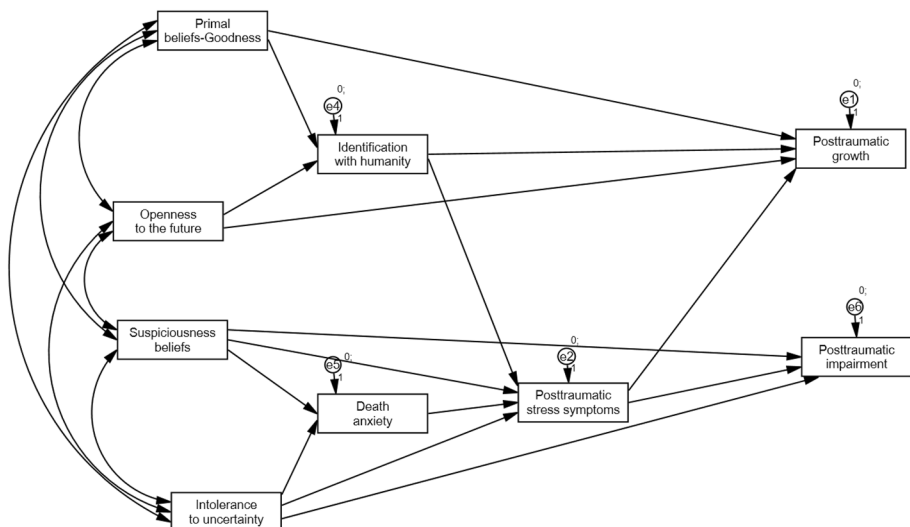 Primal
beliefs-Goodness
0;
e4
1
Identification
with humanity
0;
e1
1
Posttraumatic
growth
Openness
to the future
Suspiciousness
beliefs
0;
e5
1
Death
anxiety
0;
e2
1
Posttraumatic
stress symptoms
0;
e6
1
Posttraumatic
impairment
Intolerance
to uncertainty